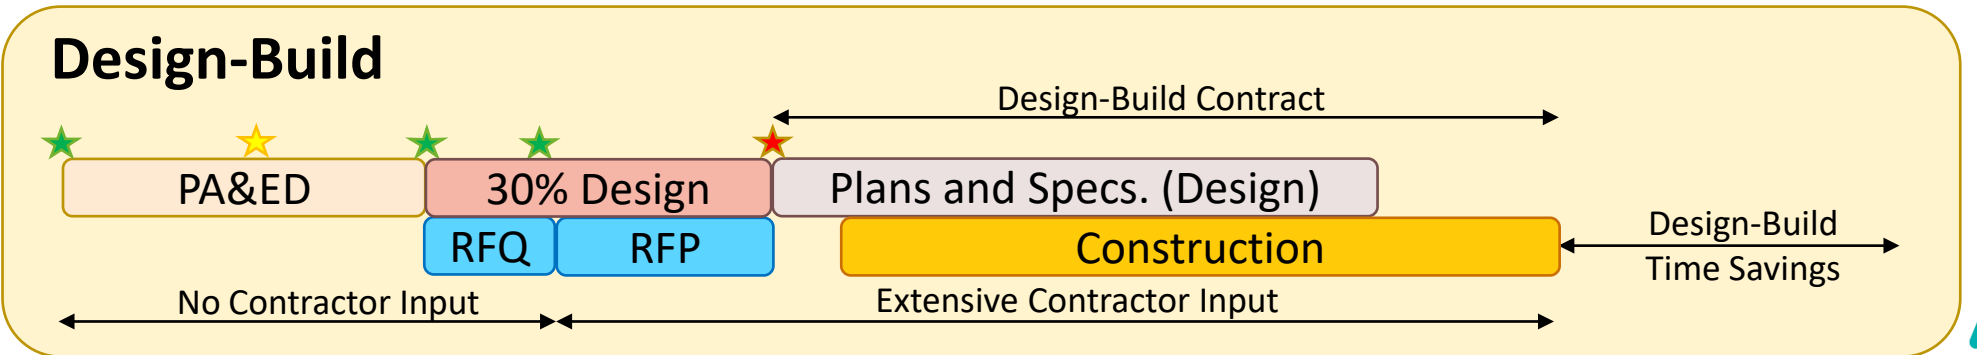 Design-Build
Design-Build Contract
PA&ED
30% Design
Plans and Specs. (Design)
RFQ
RFP
Construction
Design-Build
Time Savings
No Contractor Input
Extensive Contractor Input